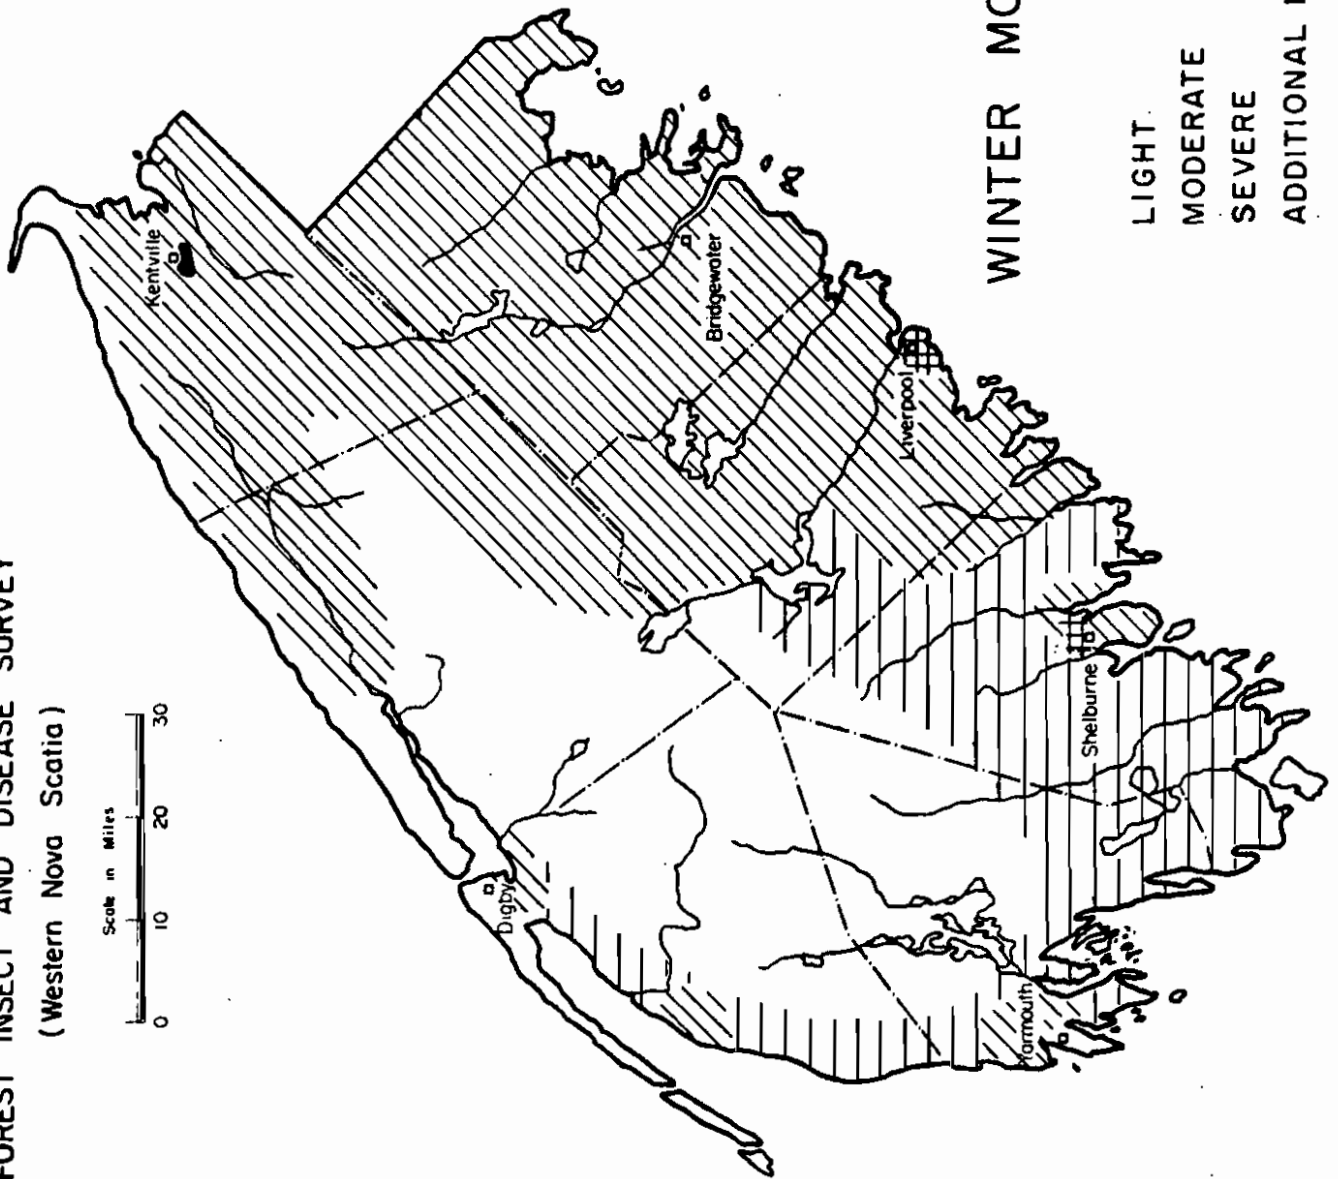 FOREST INSECT AND DISEASE SURVEY
(Western Nova Scatia)
Scale in Miles
0 10 20 30
Kentville
Bridgewater
Liverpool
Digby
Shelburne
Yarmouth
WINTER MO
LIGHT
MODERATE
SEVERE
ADDITIONAL